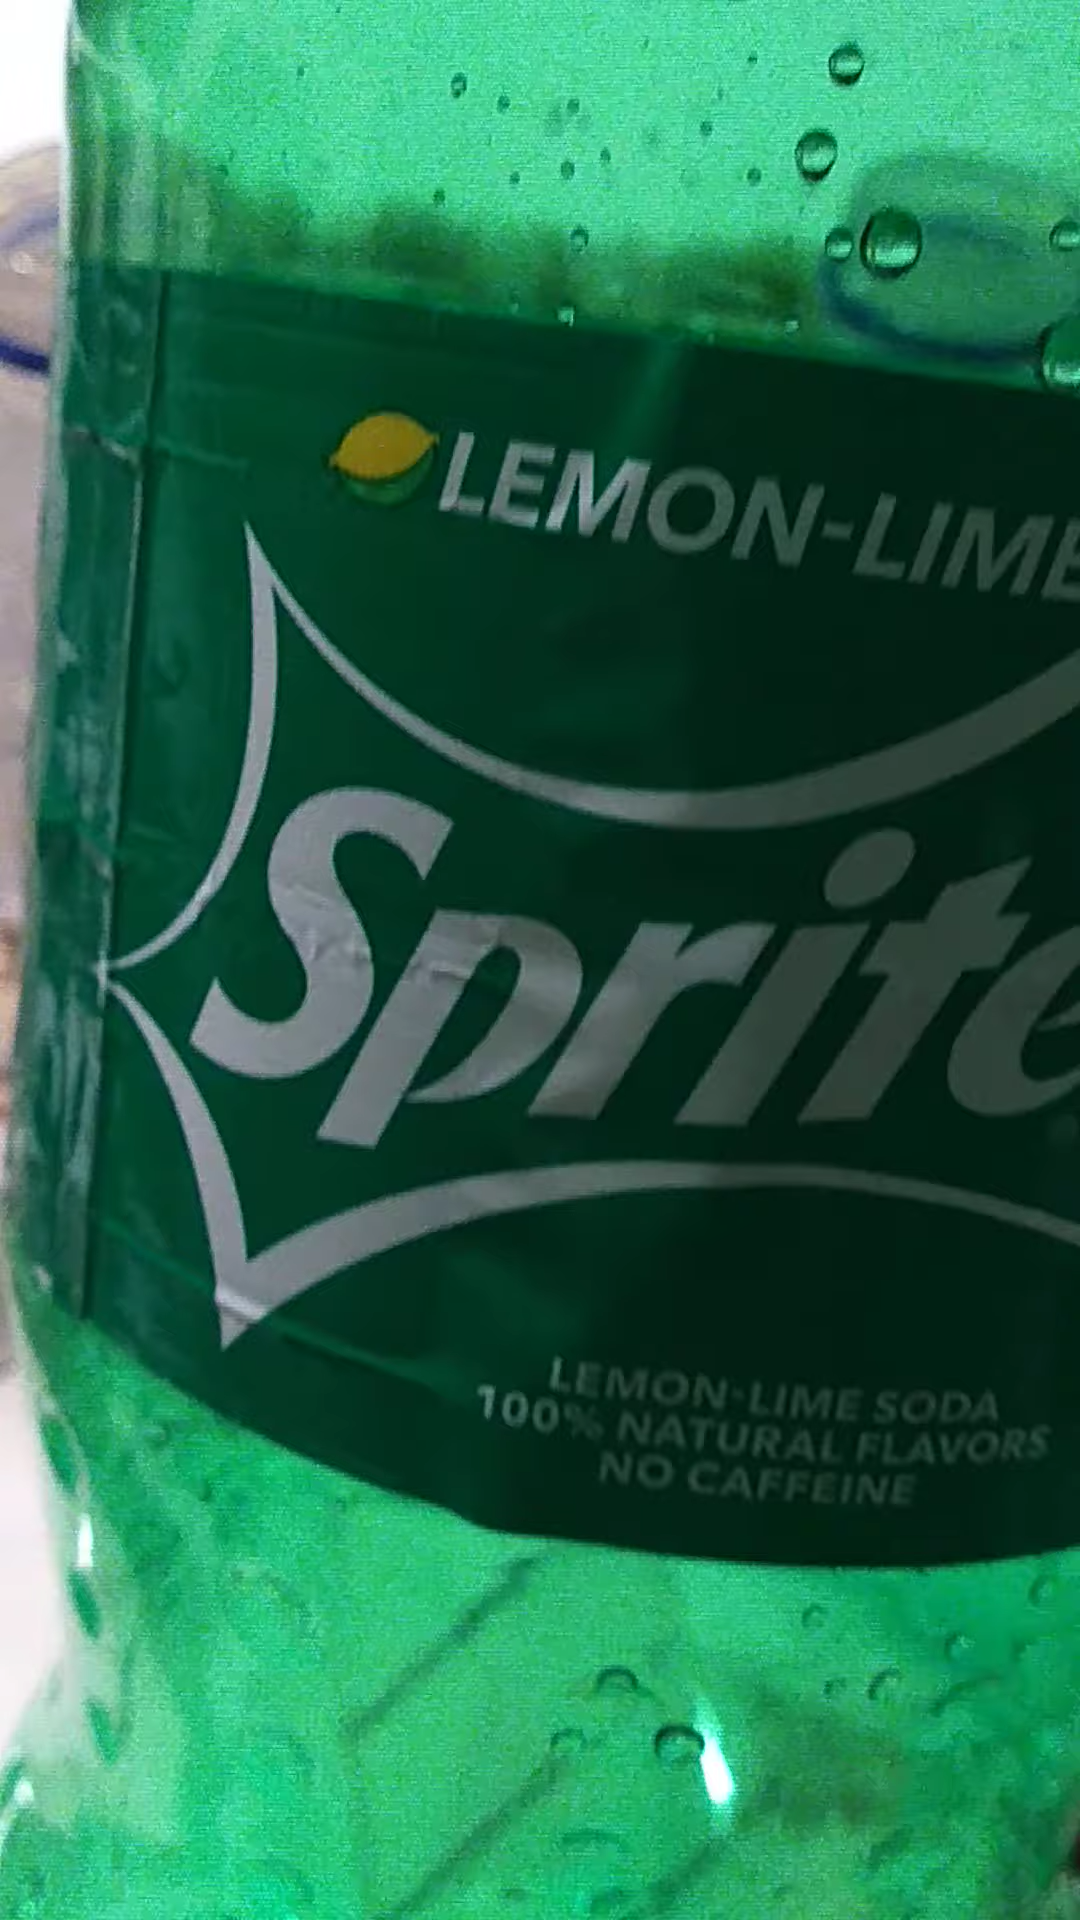 LEMON-LIME
Sprite
LEMON-LIME SODA
100% NATURAL FLAVORS
NO CAFFEINE